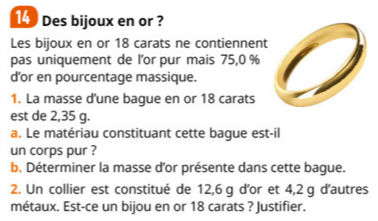 14 Des bijoux en or ?
Les bijoux en or 18 carats ne contiennent
pas uniquement de l'or pur mais 75,0 %
d'or en pourcentage massique.
1. La masse d'une bague en or 18 carats
est de 2,35 g.
a. Le matériau constituant cette bague est-il
un corps pur ?
b. Déterminer la masse d'or présente dans cette bague.
2. Un collier est constitué de 12,6 g d'or et 4,2 g d'autres
métaux. Est-ce un bijou en or 18 carats ? Justifier.